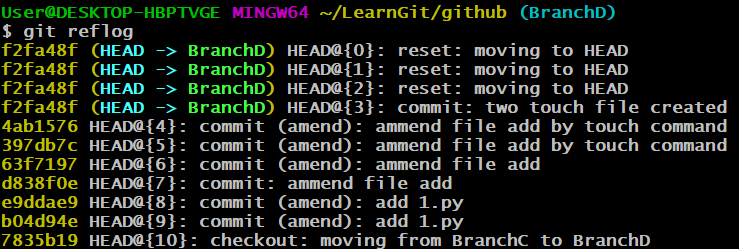 User@DESKTOP-HBPTVGE MINGW64 ~/LearnGit/github (BranchD)
$ git reflog
f2fa48f (HEAD -> BranchD) HEAD@{0}: reset: moving to HEAD
f2fa48f (HEAD -> BranchD) HEAD@{1}: reset: moving to HEAD
f2fa48f (HEAD -> BranchD) HEAD@{2}: reset: moving to HEAD
f2fa48f (HEAD -> BranchD) HEAD@{3}: commit: two touch file created
4ab1576 HEAD@{4}: commit (amend): ammend file add by touch command
397db7c HEAD@{5}: commit (amend): ammend file add by touch command
63f7197 HEAD@{6}: commit (amend): ammend file add
d838f0e HEAD@{7}: commit: ammend file add
e9ddae9 HEAD@{8}: commit (amend): add 1.py
b04d94e HEAD@{9}: commit (amend): add 1.py
7835b19 HEAD@{10}: checkout: moving from BranchC to BranchD